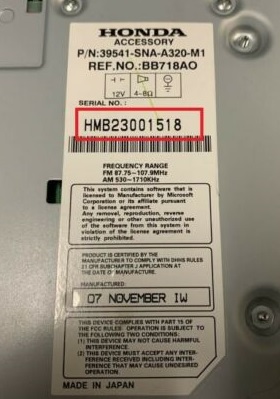 HONDA
ACCESSORY
P/N:39541-SNA-A320-M1
REF.NO.:BB718AO
12V 4-8Ω
SERIAL NO.:
HMB23001518
FREQUENCY RANGE
FM 87.75-107.9MHz
AM 530-1710KHz
This system contains software that is
licensed to Manufacturer by Microsoft
Corporation or its affiliate pursuant
to a license agreement.
Any removal, reproduction, reverse
engineering or other unauthorized use
of the software from this system in
violation of the license agreement
is strictly prohibited.
PRODUCT IS CERTIFIED BY THE
MANUFACTURER TO COMPLY WITH DHHS RULES
21 CFR SUBCHAPTER J APPLICATION AT
THE DATE OF MANUFACTURE.
07 NOVEMBER IW
THIS DEVICE COMPLIES WITH PART 15 OF
THE FCC RULES. OPERATION IS SUBJECT TO
THE FOLLOWING TWO CONDITIONS:
(1) THIS DEVICE MAY NOT CAUSE HARMFUL
INTERFERENCE.
(2) THIS DEVICE MUST ACCEPT ANY INTER-
FERENCE RECEIVED INCLUDING INTER-
FERENCE THAT MAY CAUSE UNDESIRED
OPERATION.
MADE IN JAPAN